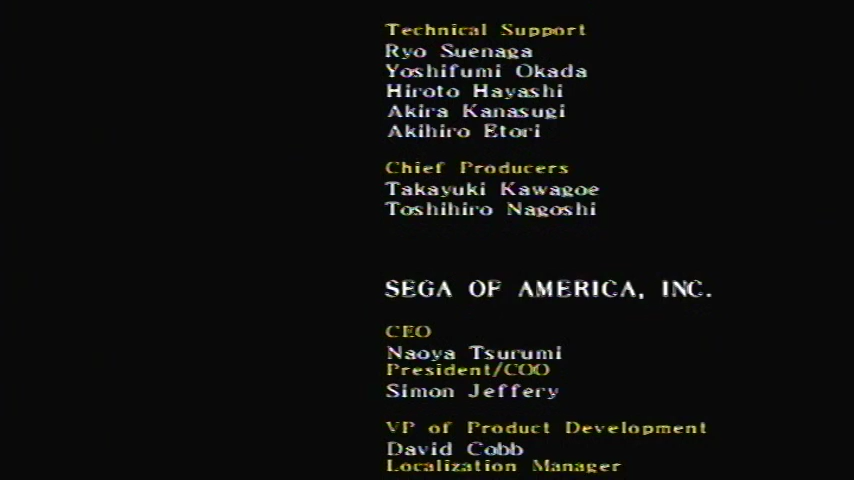 Technical Support
Ryo Suenaga
Yoshifumi Okada
Hiroto Hayashi
Akira Kanasugi
Akihiro Etori
Chief Producers
Takayuki Kawagoe
Toshihiro Nagoshi
SEGA OF AMERICA, INC.
CEO
Naoya Tsurumi
President/COO
Simon Jeffery
VP of Product Development
David Cobb
Localization Manager